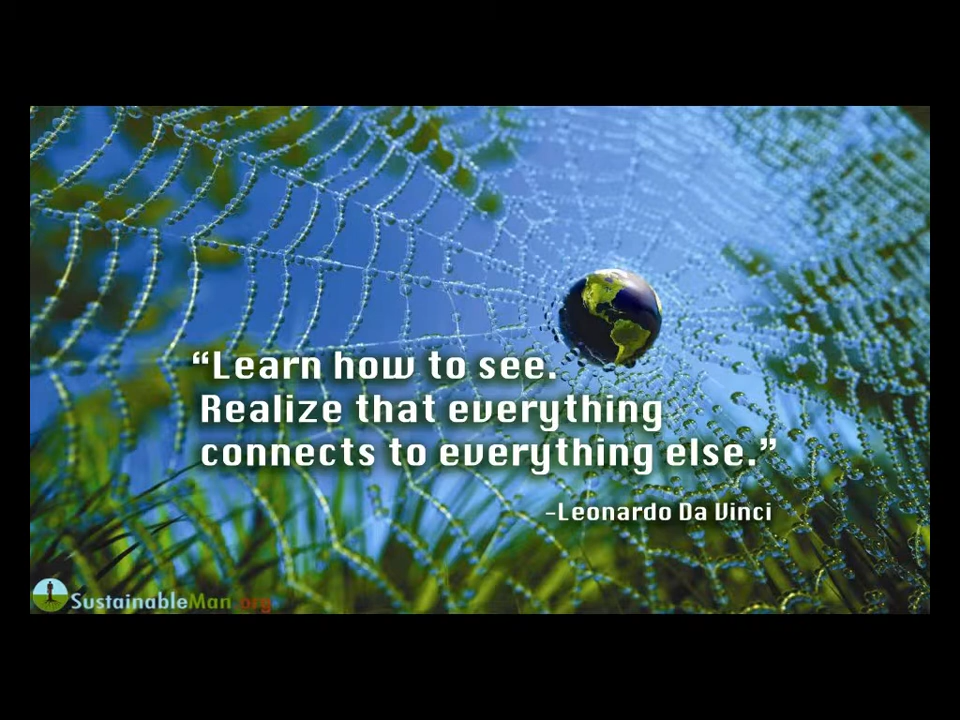 “Learn how to see.
Realize that everything
connects to everything else.”
-Leonardo Da Vinci
SustainableMan.org